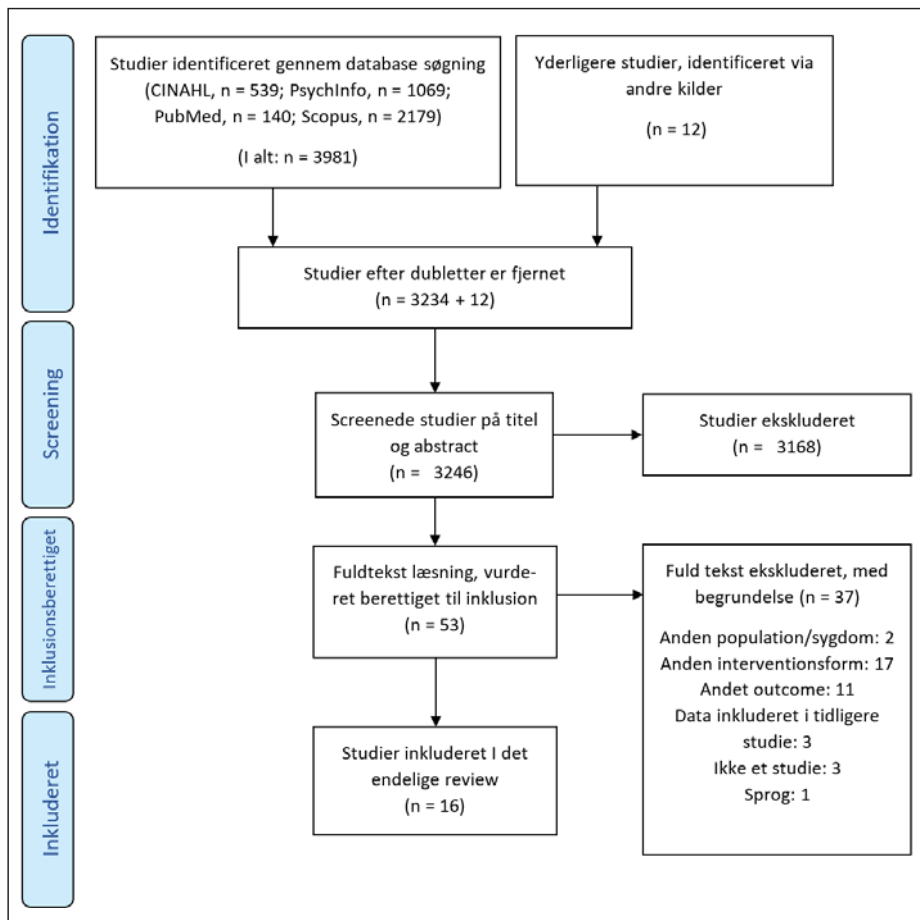 Identifikation
Studier identificeret gennem database søgning
(CINAHL, n = 539; PsychInfo, n = 1069;
PubMed, n = 140; Scopus, n = 2179)
(I alt: n = 3981)
Yderligere studier, identificeret via
andre kilder
(n = 12)
Studier efter dubletter er fjernet
(n = 3234 + 12)
Screening
Screenede studier på titel
og abstract
(n = 3246)
Studier ekskluderet
(n = 3168)
Inklusionsberettiget
Fuldtekst læsning, vurde-
ret berettiget til inklusion
(n = 53)
Fuld tekst ekskluderet, med
begrundelse (n = 37)
Anden population/sygdom: 2
Anden interventionsform: 17
Andet outcome: 11
Data inkluderet i tidligere
studie: 3
Ikke et studie: 3
Sprog: 1
Inkluderet
Studier inkluderet I det
endelige review
(n = 16)